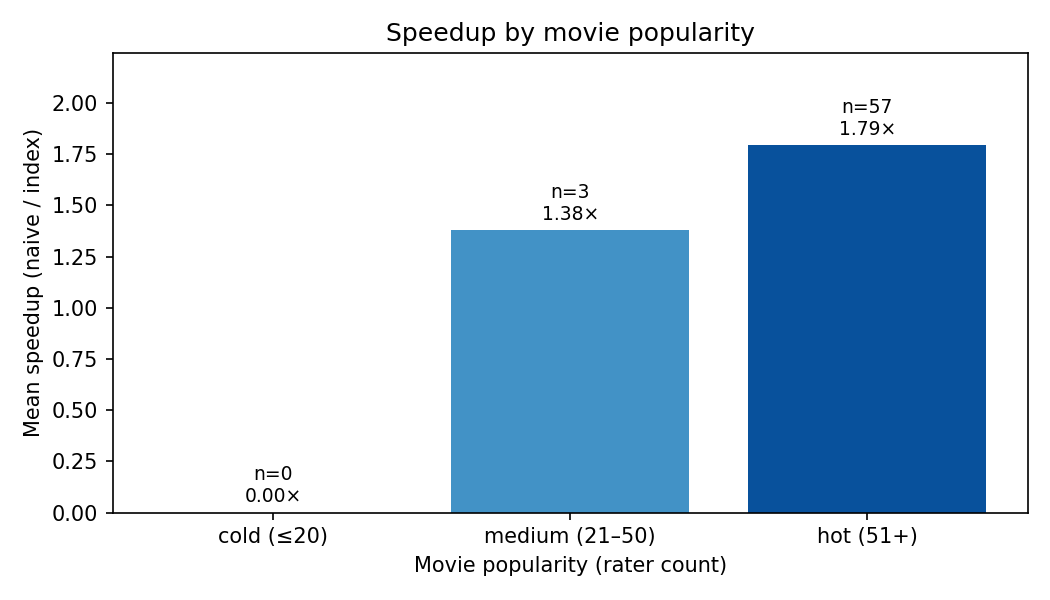 Speedup by movie popularity
Mean speedup (naive / index)
2.00
1.75
1.50
1.25
1.00
0.75
0.50
0.25
0.00
n=0
0.00×
n=3
1.38×
n=57
1.79×
cold (≤20)
medium (21–50)
hot (51+)
Movie popularity (rater count)